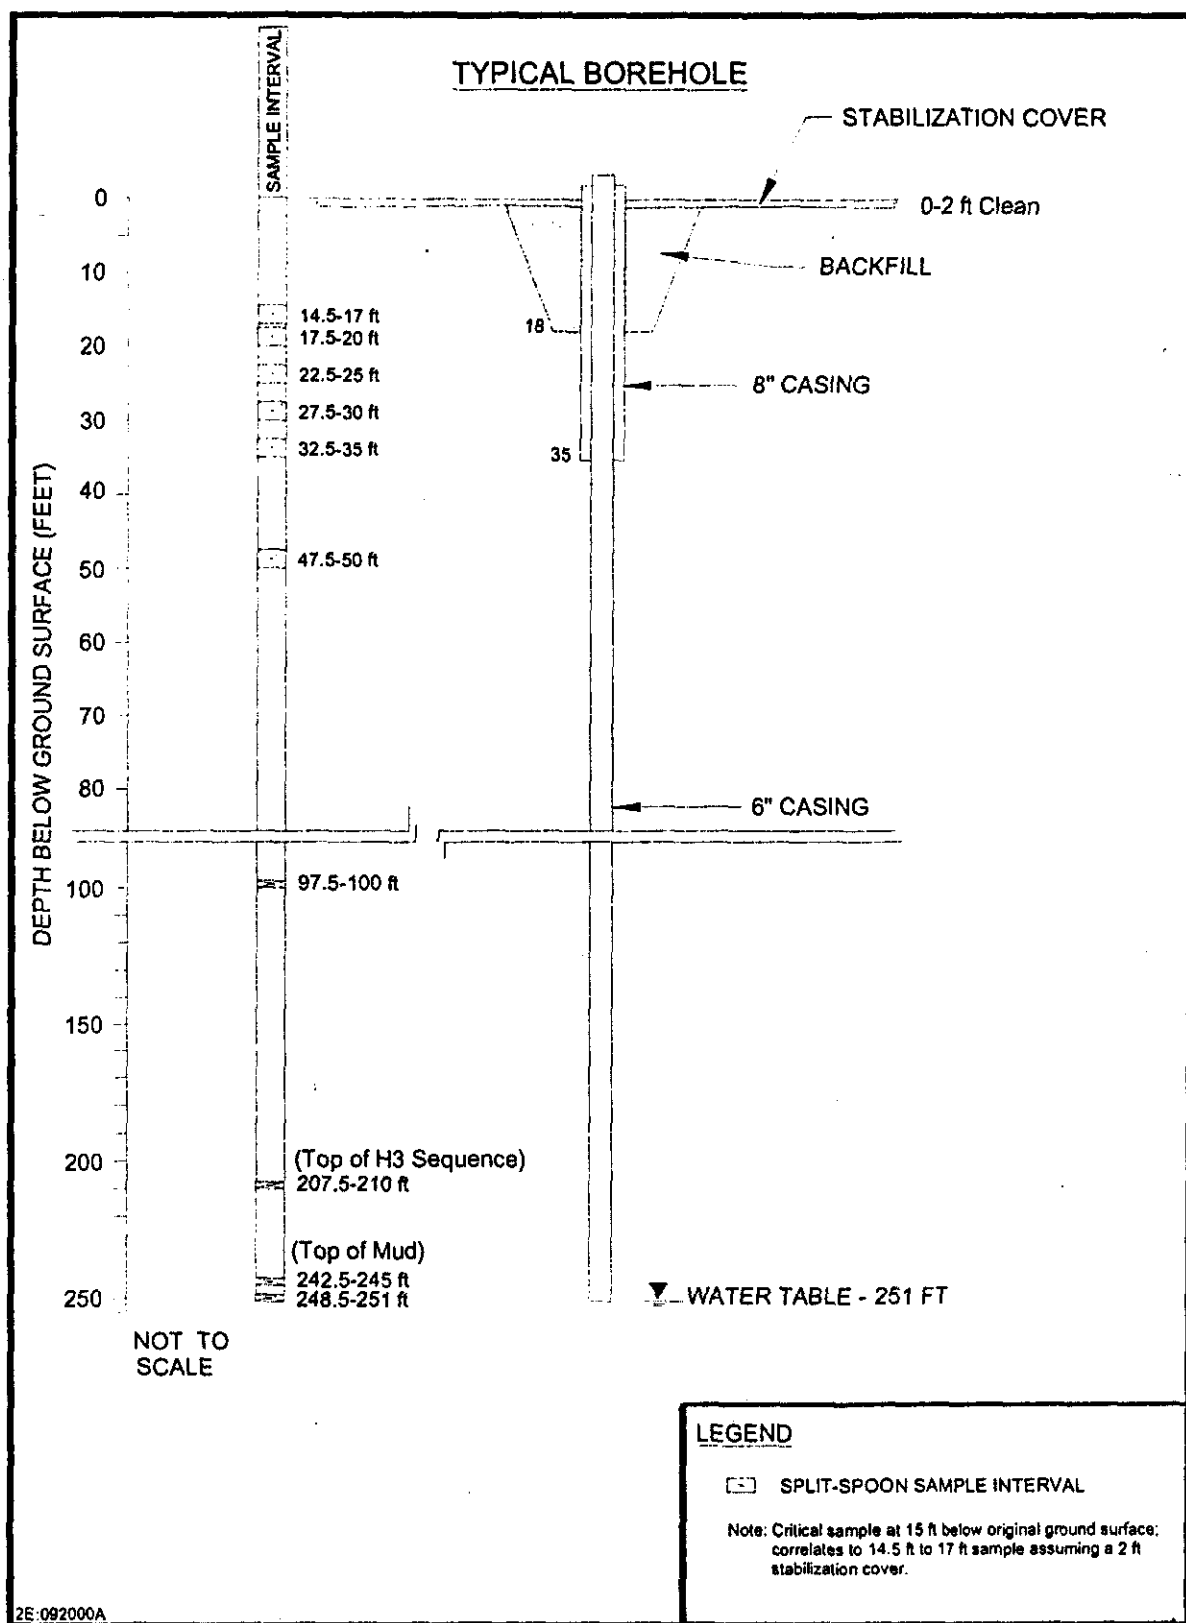 TYPICAL BOREHOLE
SAMPLE INTERVAL
STABILIZATION COVER
0
0-2 ft Clean
BACKFILL
10
14.5-17 ft
18
17.5-20 ft
20
22.5-25 ft
8" CASING
27.5-30 ft
30
32.5-35 ft
35
40
47.5-50 ft
50
60
70
80
6" CASING
DEPTH BELOW GROUND SURFACE (FEET)
97.5-100 ft
100
150
(Top of H3 Sequence)
200
207.5-210 ft
(Top of Mud)
242.5-245 ft
250
248.5-251 ft
WATER TABLE - 251 FT
NOT TO
SCALE
LEGEND
SPLIT-SPOON SAMPLE INTERVAL
Note: Critical sample at 15 ft below original ground surface;
correlates to 14.5 ft to 17 ft sample assuming a 2 ft
stabilization cover.
2E:092000A